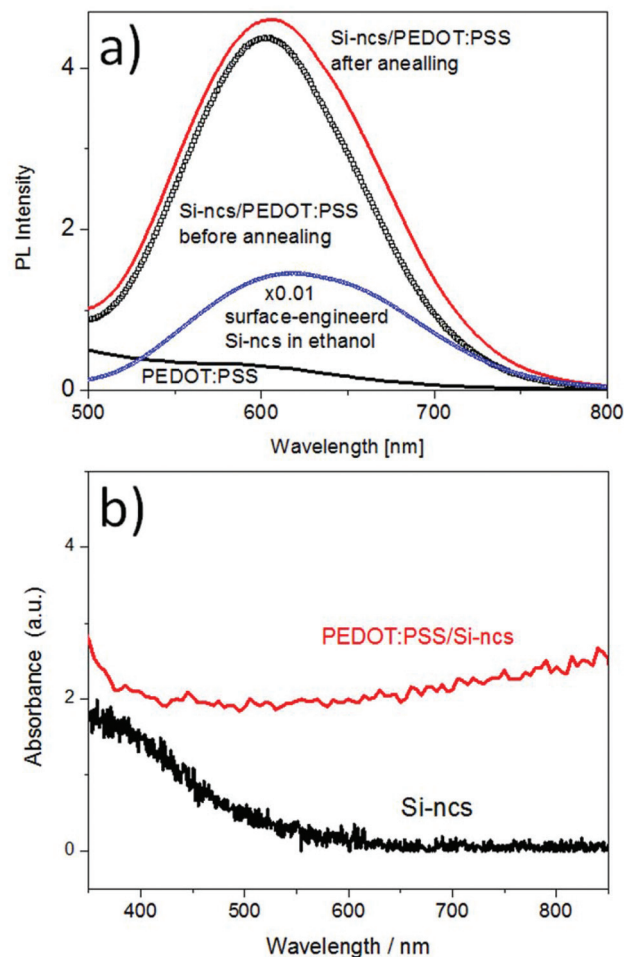 a)
Si-ncs/PEDOT:PSS
after anealling
Si-ncs/PEDOT:PSS
before annealing
x0.01
surface-engineerd
Si-ncs in ethanol
PEDOT:PSS
PL Intensity
4
2
0
500
600
700
800
Wavelength [nm]
b)
PEDOT:PSS/Si-ncs
Si-ncs
Absorbance (a.u.)
4
2
0
400
500
600
700
800
Wavelength / nm